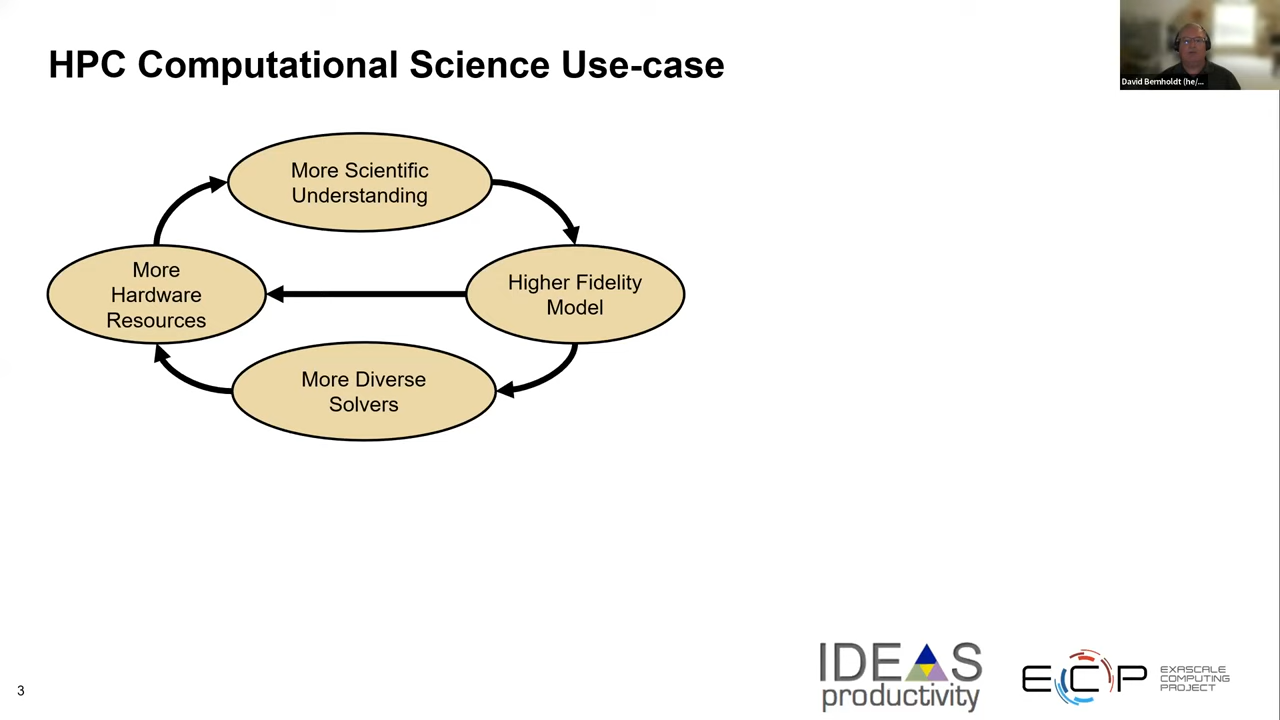 HPC Computational Science Use-case
David Bernholdt (he/...
More Scientific
Understanding
More
Hardware
Resources
Higher Fidelity
Model
More Diverse
Solvers
3
IDEAS
productivity
ECP
EXASCALE
COMPUTING
PROJECT